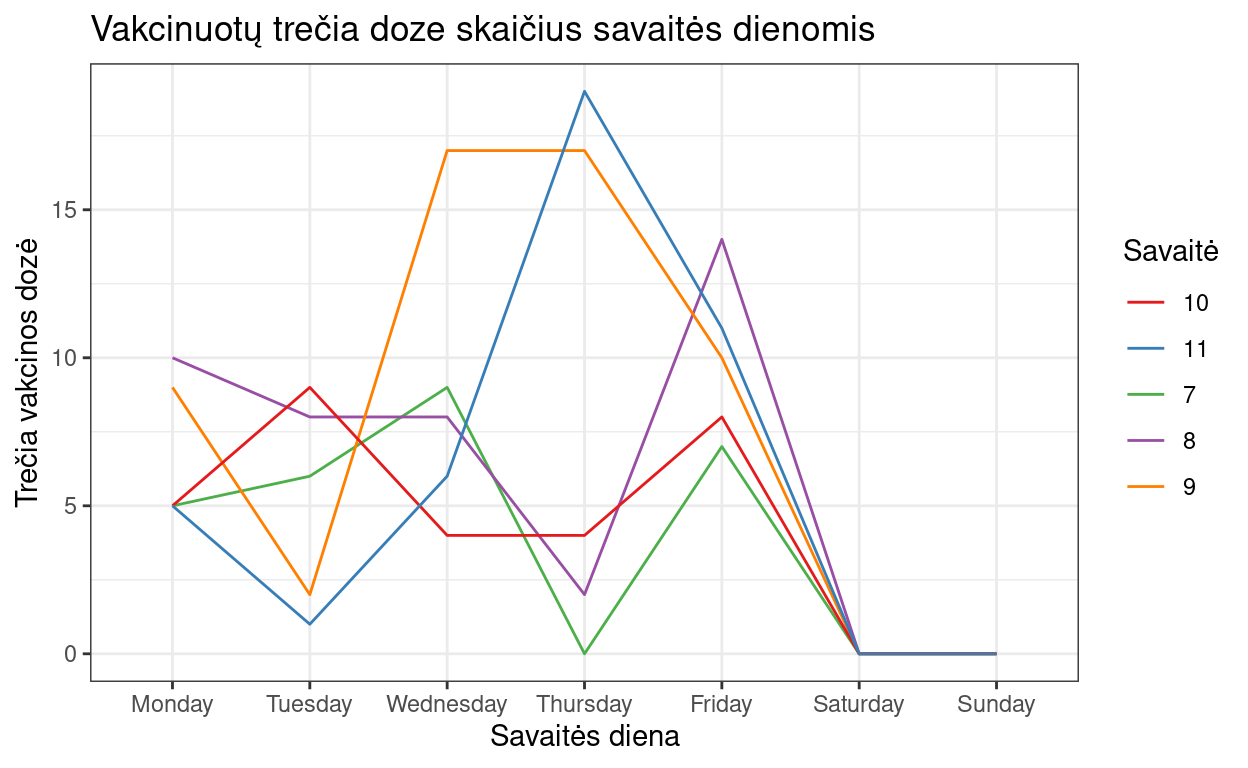 Vakcinuotų trečia doze skaičius savaitės dienomis
Trečia vakcinos dozė
15
10
5
0
Monday
Tuesday
Wednesday
Thursday
Friday
Saturday
Sunday
Savaitės diena
Savaitė
10
11
7
8
9